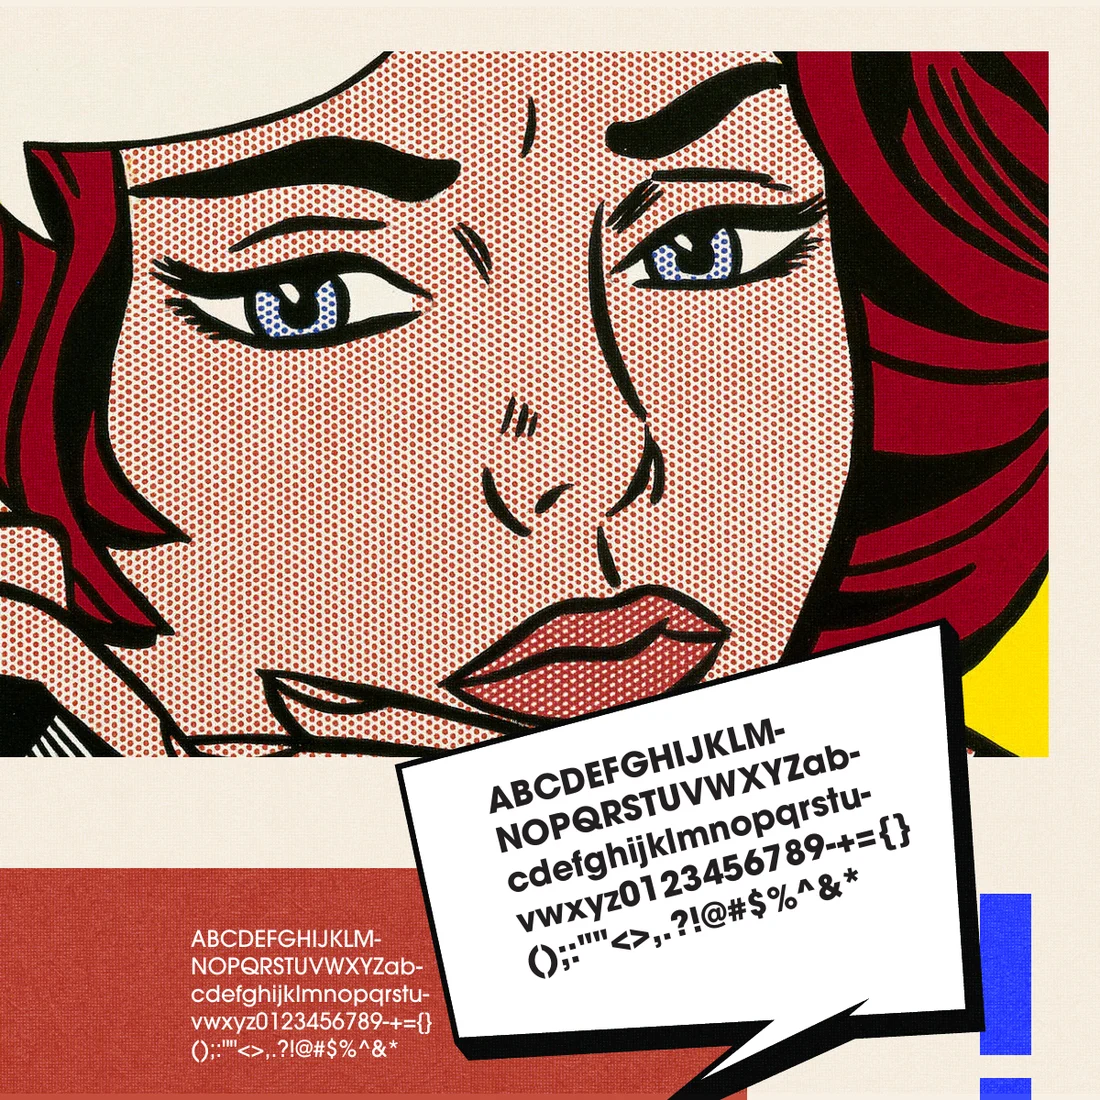 ABCDEFGHIJKLM-
NOPQRSTUVWXYZab-
cdefghijklmnopqrstu-
vwxyz0123456789-+={}
();:""<>,.?!@#$%^&*
ABCDEFGHIJKLM-
NOPQRSTUVWXYZab-
cdefghijklmnopqrstu-
vwxyz0123456789-+={}
();:""<>,.?!@#$%^&*